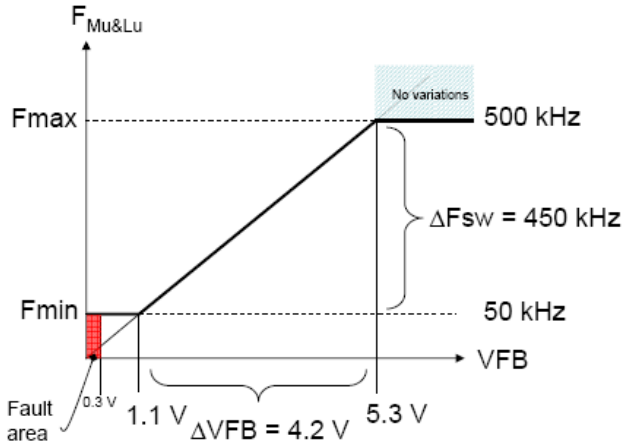 F Mu&Lu
No variations
Fmax
500 kHz
ΔFsw = 450 kHz
Fmin
50 kHz
VFB
Fault
area
0.3 V
1.1 V
ΔVFB = 4.2 V
5.3 V